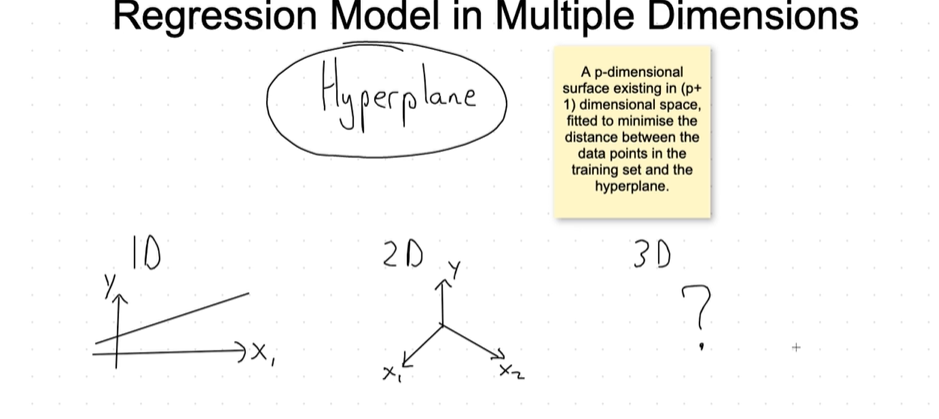 Regression Model in Multiple Dimensions
Hyperplane
A p-dimensional
surface existing in (p+
1) dimensional space,
fitted to minimise the
distance between the
data points in the
training set and the
hyperplane.
1D
2D
3D
y
x₁
y
x₁
x₂
?